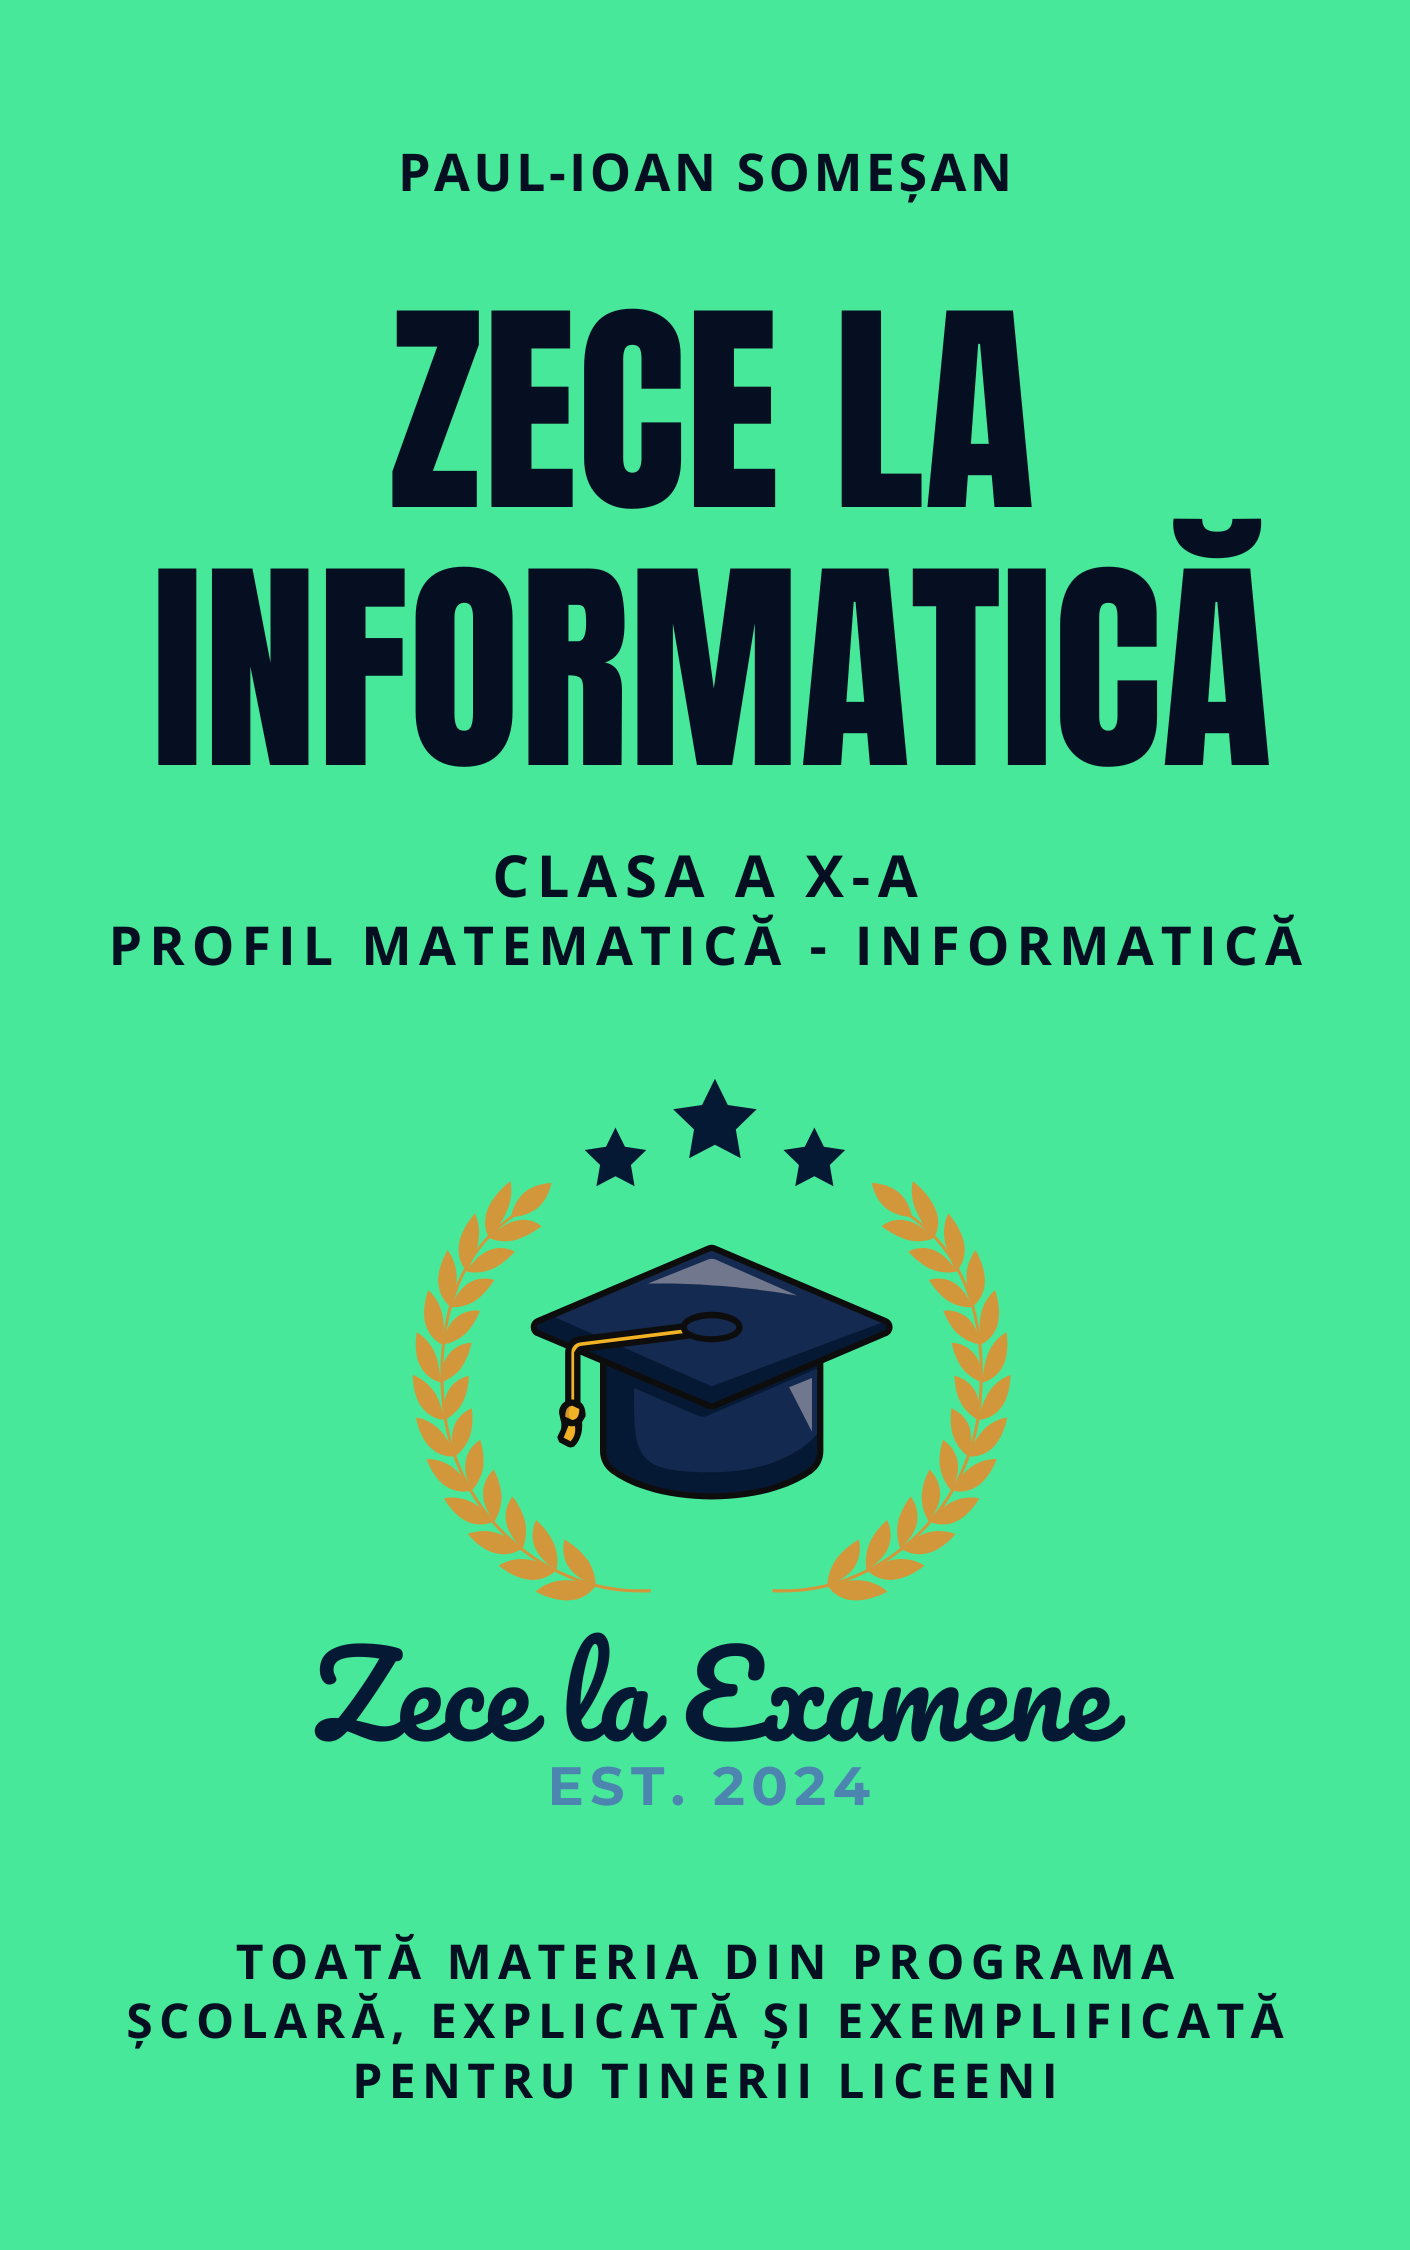 PAUL-IOAN SOMEȘAN
ZECE LA
INFORMATICĂ
CLASA A X-A
PROFIL MATEMATICĂ - INFORMATICĂ
Zece la Examene
EST. 2024
TOATĂ MATERIA DIN PROGRAMA
ȘCOLARĂ, EXPLICATĂ ȘI EXEMPLIFICATĂ
PENTRU TINERII LICEENI